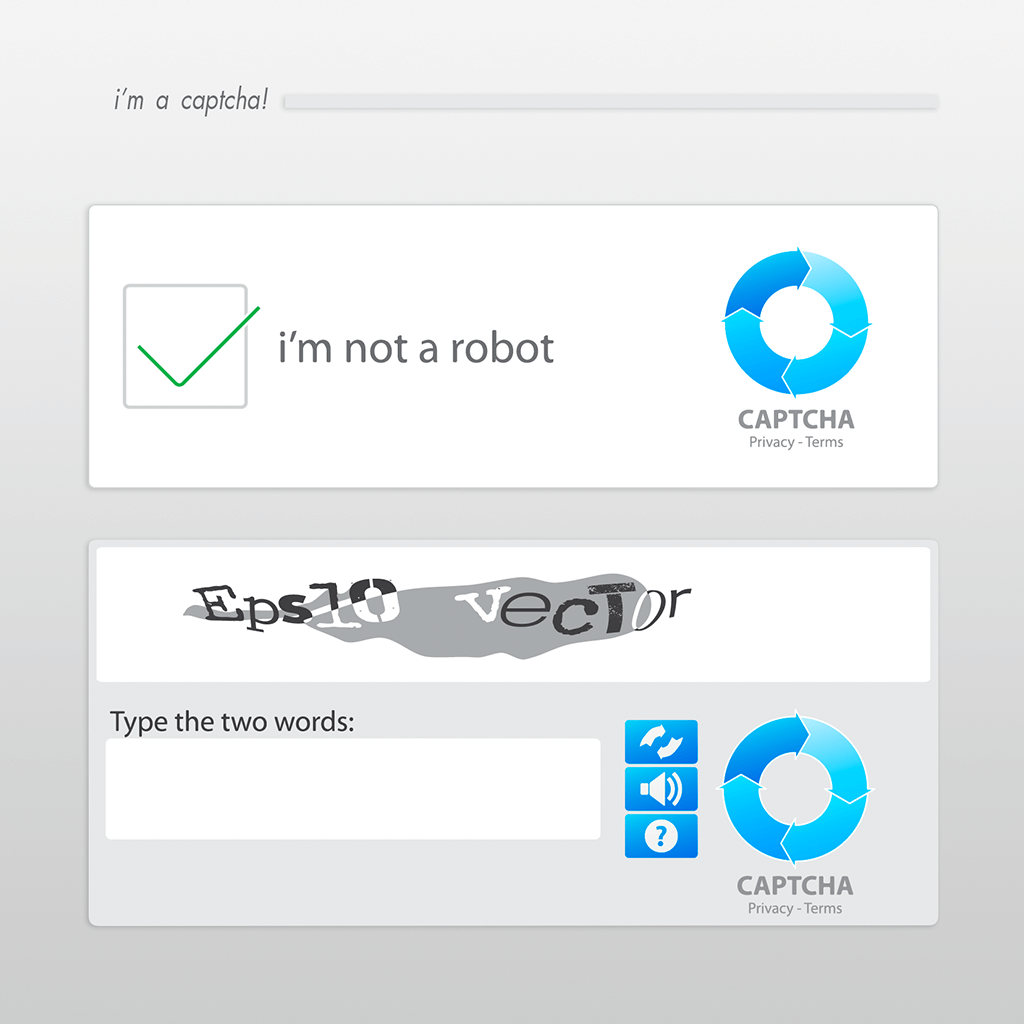 i'm a captcha!
i'm not a robot
CAPTCHA
Privacy - Terms
Eps10 vecTor
Type the two words:
?
CAPTCHA
Privacy - Terms